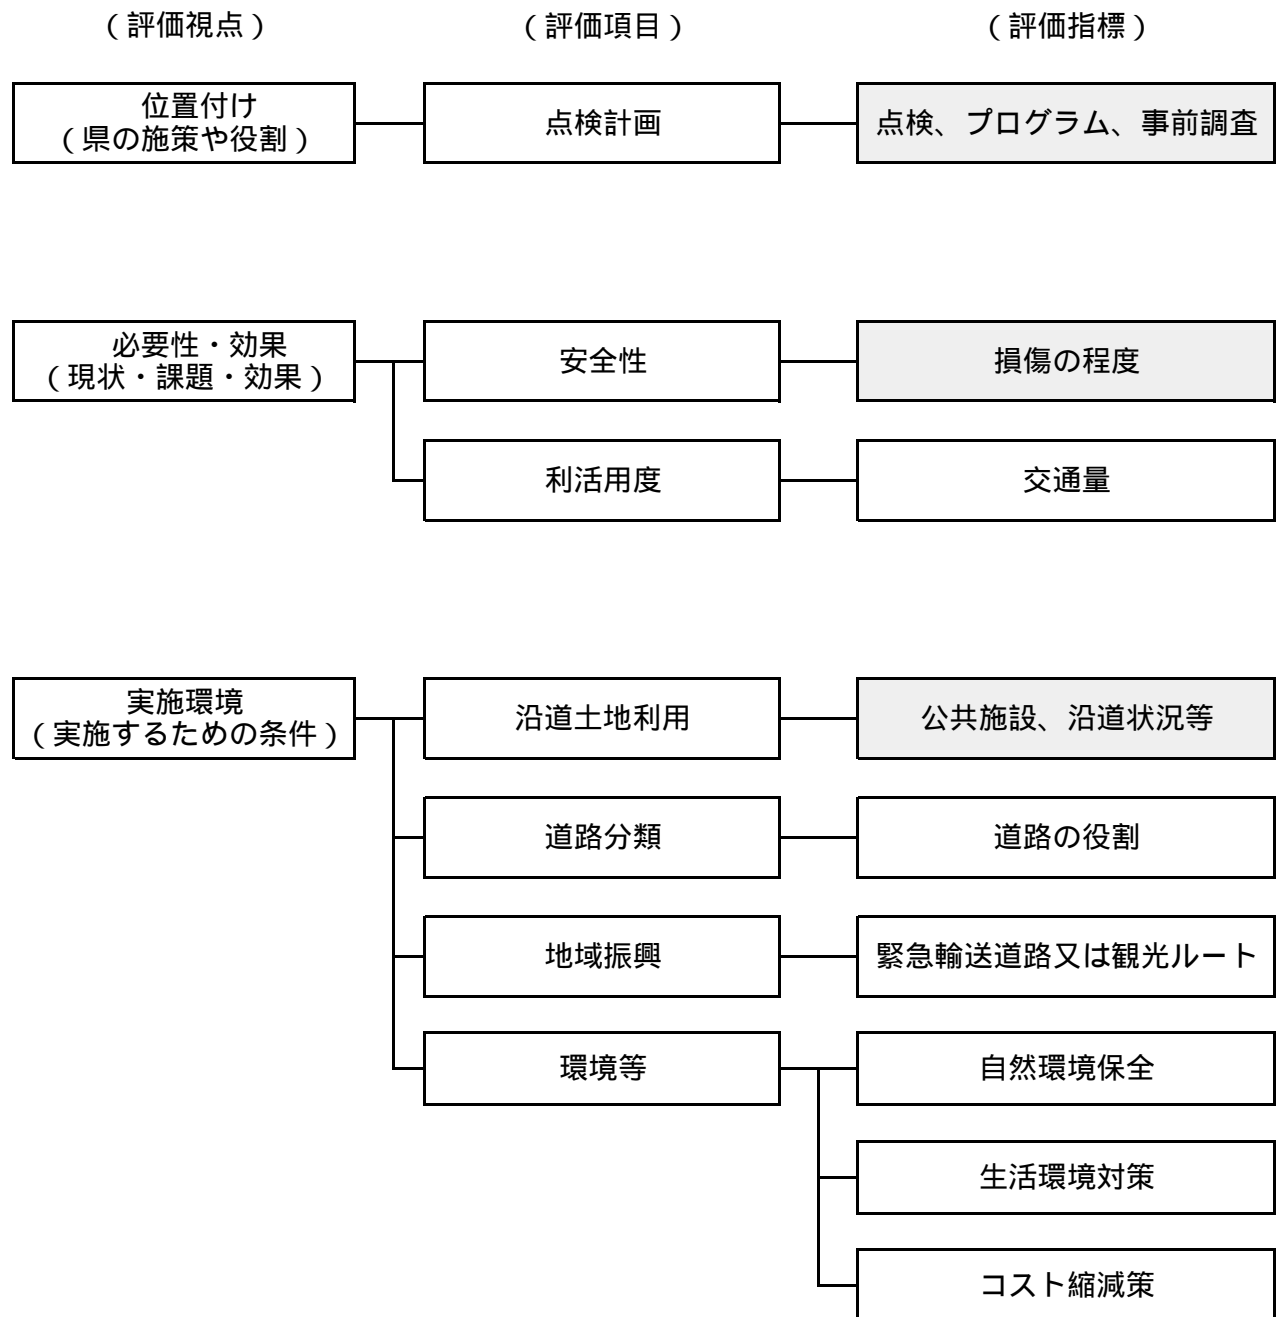 （評価視点）
（評価項目）
（評価指標）
位置付け
（県の施策や役割）
点検計画
点検、プログラム、事前調査
必要性・効果
（現状・課題・効果）
安全性
損傷の程度
利活用度
交通量
実施環境
（実施するための条件）
沿道土地利用
公共施設、沿道状況等
道路分類
道路の役割
地域振興
緊急輸送道路又は観光ルート
環境等
自然環境保全
生活環境対策
コスト縮減策